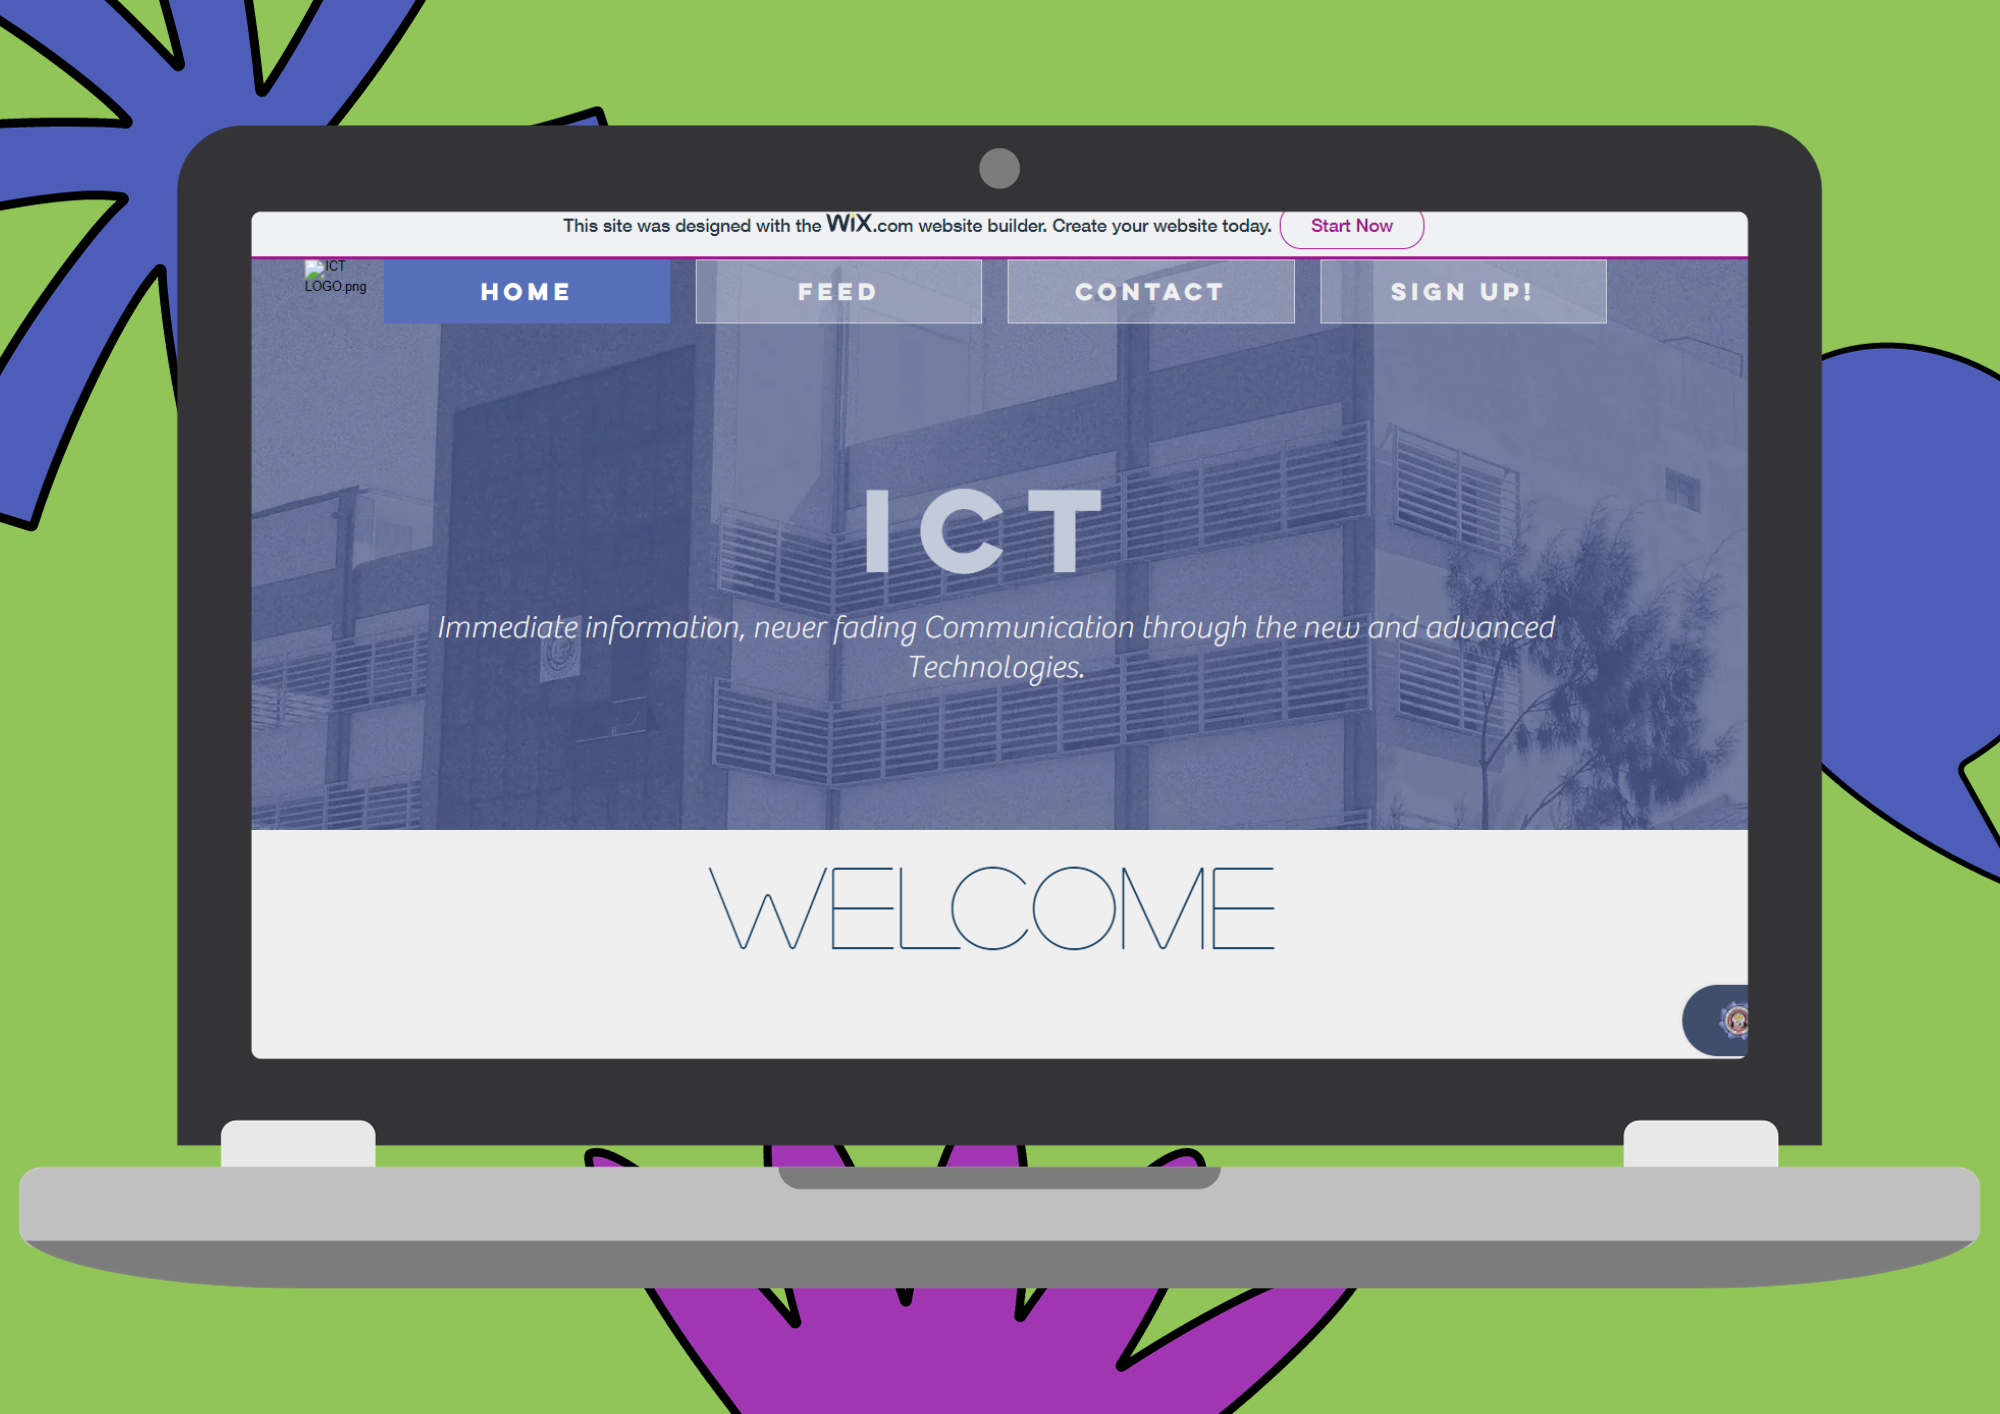 This site was designed with the WiX.com website builder. Create your website today. Start Now
ICT
LOGO.png
HOME FEED CONTACT SIGN UP!
ICT
Immediate information, never fading Communication through the new and advanced
Technologies.
WELCOME